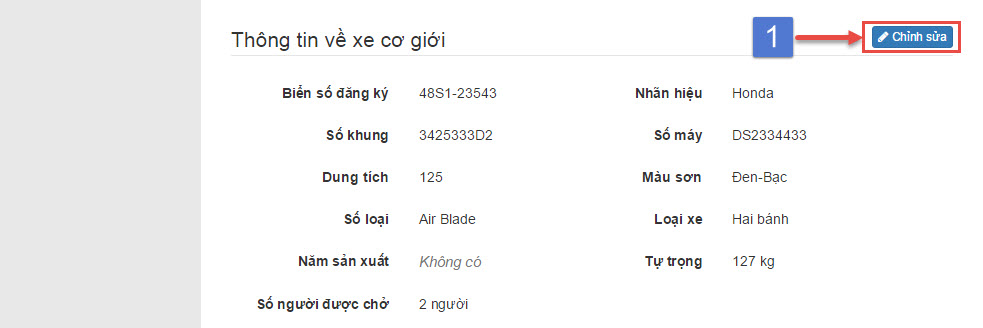 Thông tin về xe cơ giới
1
Chỉnh sửa
Biển số đăng ký 48S1-23543 Nhãn hiệu Honda
Số khung 3425333D2 Số máy DS2334433
Dung tích 125 Màu sơn Đen-Bạc
Số loại Air Blade Loại xe Hai bánh
Năm sản xuất Không có Tự trọng 127 kg
Số người được chở 2 người